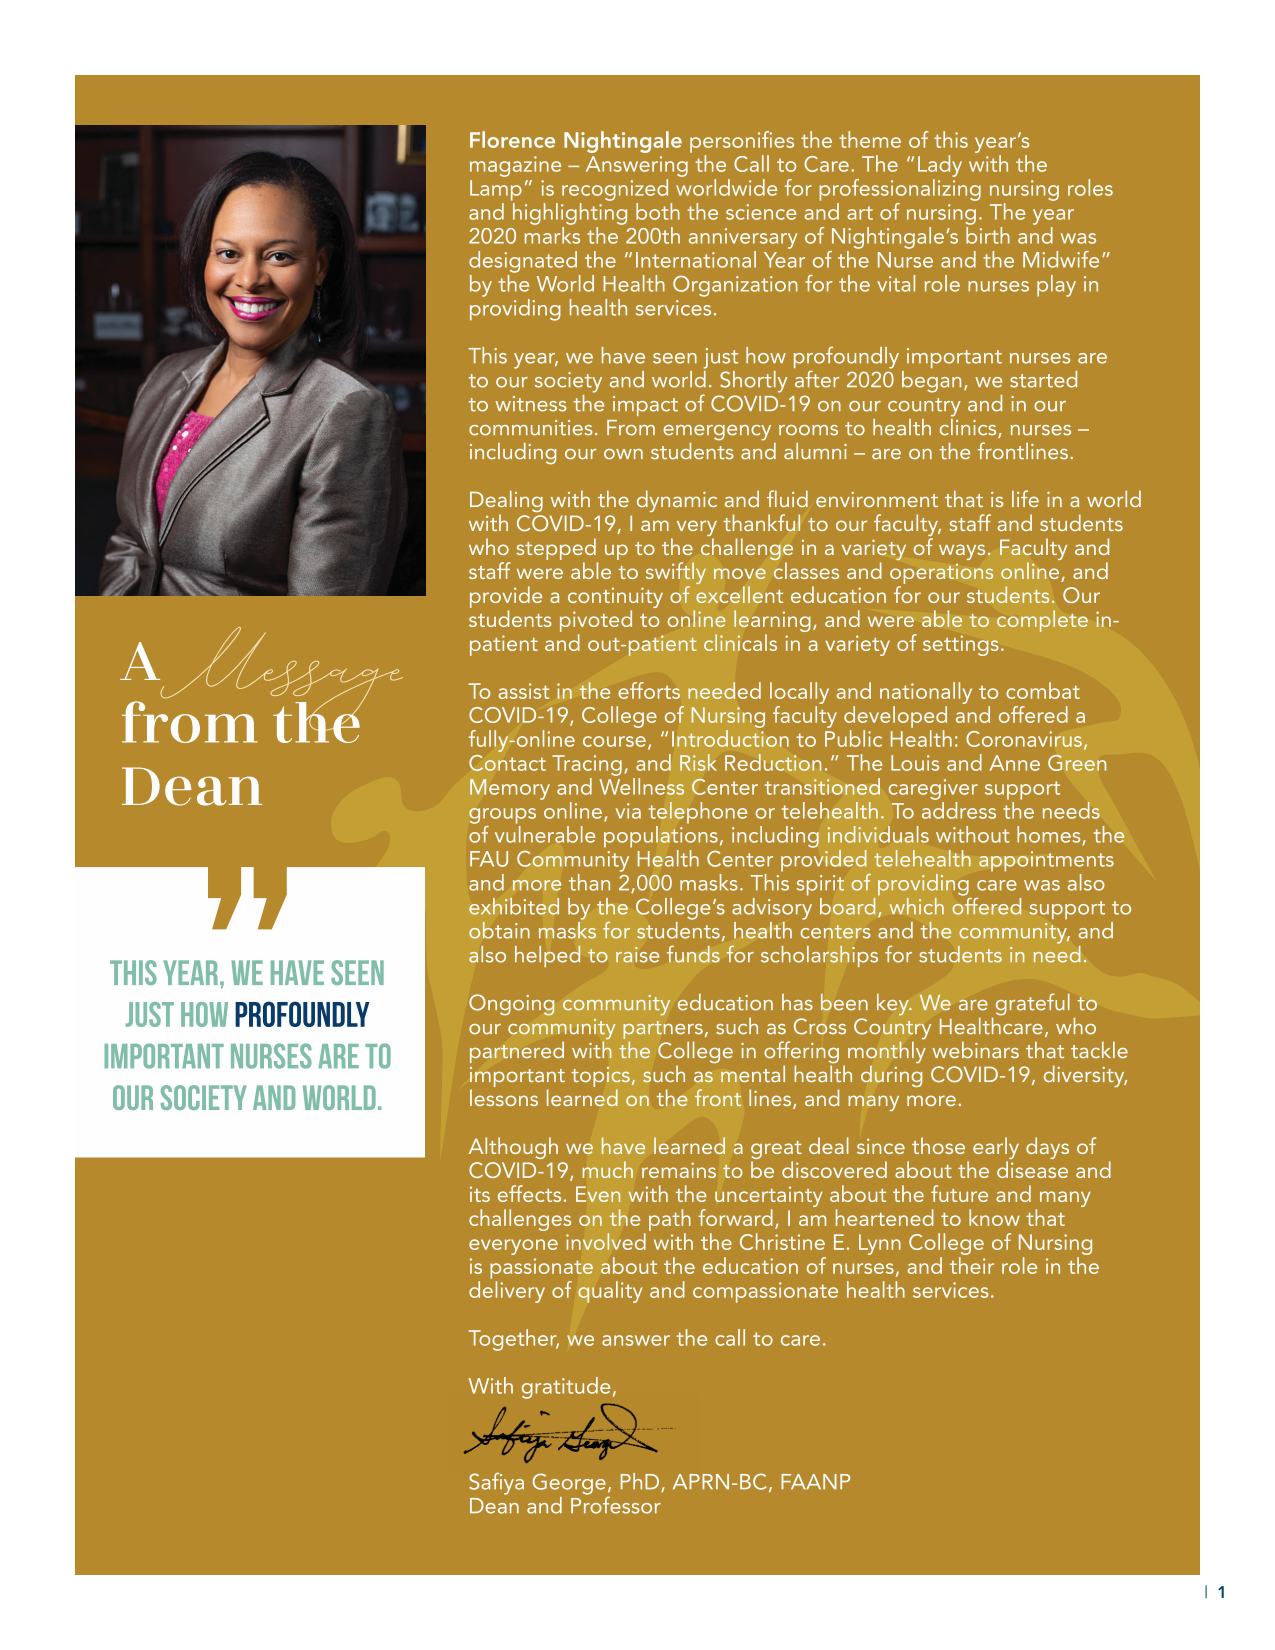 A Message
from the
Dean
”
THIS YEAR, WE HAVE SEEN
JUST HOW PROFOUNDLY
IMPORTANT NURSES ARE TO
OUR SOCIETY AND WORLD.
Florence Nightingale personifies the theme of this year’s
magazine – Answering the Call to Care. The “Lady with the
Lamp” is recognized worldwide for professionalizing nursing roles
and highlighting both the science and art of nursing. The year
2020 marks the 200th anniversary of Nightingale’s birth and was
designated the “International Year of the Nurse and the Midwife”
by the World Health Organization for the vital role nurses play in
providing health services.
This year, we have seen just how profoundly important nurses are
to our society and world. Shortly after 2020 began, we started
to witness the impact of COVID-19 on our country and in our
communities. From emergency rooms to health clinics, nurses –
including our own students and alumni – are on the frontlines.
Dealing with the dynamic and fluid environment that is life in a world
with COVID-19, I am very thankful to our faculty, staff and students
who stepped up to the challenge in a variety of ways. Faculty and
staff were able to swiftly move classes and operations online, and
provide a continuity of excellent education for our students. Our
students pivoted to online learning, and were able to complete in-
patient and out-patient clinicals in a variety of settings.
To assist in the efforts needed locally and nationally to combat
COVID-19, College of Nursing faculty developed and offered a
fully-online course, “Introduction to Public Health: Coronavirus,
Contact Tracing, and Risk Reduction.” The Louis and Anne Green
Memory and Wellness Center transitioned caregiver support
groups online, via telephone or telehealth. To address the needs
of vulnerable populations, including individuals without homes, the
FAU Community Health Center provided telehealth appointments
and more than 2,000 masks. This spirit of providing care was also
exhibited by the College’s advisory board, which offered support to
obtain masks for students, health centers and the community, and
also helped to raise funds for scholarships for students in need.
Ongoing community education has been key. We are grateful to
our community partners, such as Cross Country Healthcare, who
partnered with the College in offering monthly webinars that tackle
important topics, such as mental health during COVID-19, diversity,
lessons learned on the front lines, and many more.
Although we have learned a great deal since those early days of
COVID-19, much remains to be discovered about the disease and
its effects. Even with the uncertainty about the future and many
challenges on the path forward, I am heartened to know that
everyone involved with the Christine E. Lynn College of Nursing
is passionate about the education of nurses, and their role in the
delivery of quality and compassionate health services.
Together, we answer the call to care.
With gratitude,
Safiya George
Safiya George, PhD, APRN-BC, FAANP
Dean and Professor
| 1